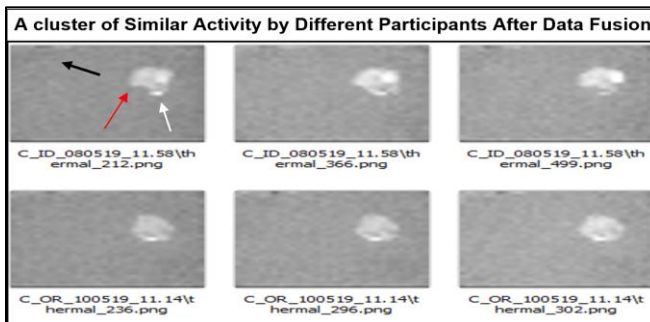 A cluster of Similar Activity by Different Participants After Data Fusion
C_ID_080519_11.58\th
ermal_212.png
C_ID_080519_11.58\th
ermal_366.png
C_ID_080519_11.58\th
ermal_499.png
C_OR_100519_11.14\t
hermal_236.png
C_OR_100519_11.14\t
hermal_296.png
C_OR_100519_11.14\t
hermal_302.png